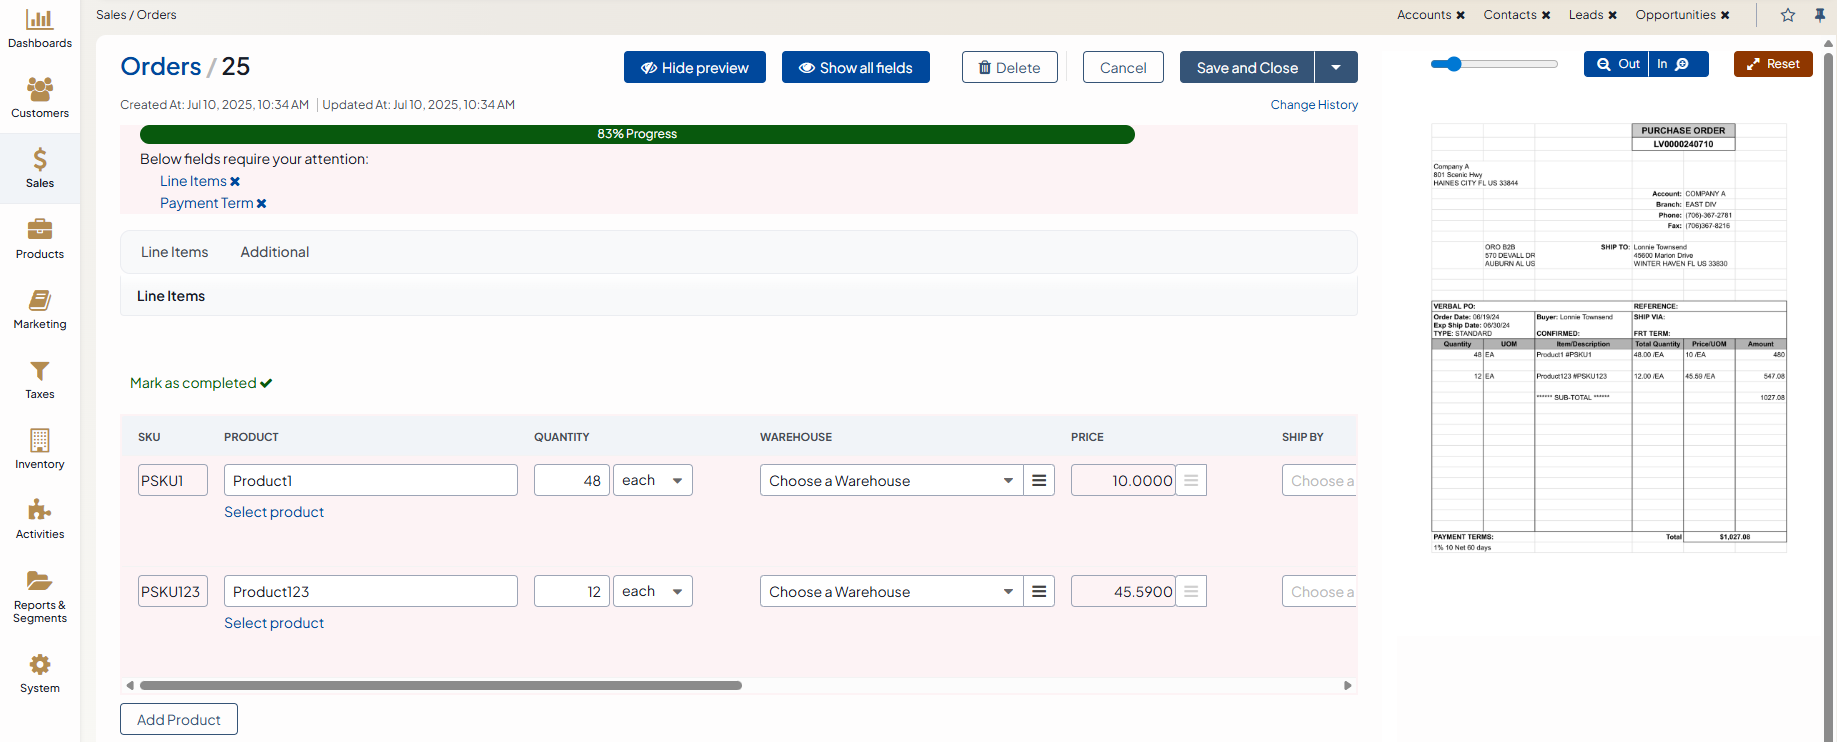 Dashboards
Customers
Sales
Products
Marketing
Taxes
Inventory
Activities
Reports &
Segments
System
Sales / Orders
Accounts
Contacts
Leads
Opportunities
Orders / 25
Hide preview
Show all fields
Delete
Cancel
Save and Close
Created At: Jul 10, 2025, 10:34 AM
Updated At: Jul 10, 2025, 10:34 AM
Change History
83% Progress
Below fields require your attention:
Line Items
Payment Term
Line Items Additional
Line Items
Mark as completed
SKU PRODUCT QUANTITY WAREHOUSE PRICE SHIP BY
PSKU1 Product1 48 each Choose a Warehouse 10.0000 Choose a
Select product
PSKU123 Product123 12 each Choose a Warehouse 45.5900 Choose a
Select product
Add Product
Out In Reset
PURCHASE ORDER
LV0000240710
Company A
801 Scenic Hwy
HAINES CITY FL US 33844
Account: COMPANY A
Branch: EAST DIV
Phone: (706)-367-2781
Fax: (706)367-8216
ORO B2B SHIP TO: Lonnie Townsend
570 DEVALL DR 45600 Marion Drive
AUBURN AL US WINTER HAVEN FL US 33830
VERBAL PO: REFERENCE:
Order Date: 06/19/24 Buyer: Lonnie Townsend SHIP VIA:
Exp Ship Date: 06/30/24
TYPE: STANDARD CONFIRMED: FRT TERM:
Quantity UOM Item/Description Total Quantity Price/UOM Amount
48 EA Product1 #PSKU1 48.00 /EA 10 /EA 480
12 EA Product123 #PSKU123 12.00 /EA 45.59 /EA 547.08
****** SUB-TOTAL ****** 1027.08
PAYMENT TERMS: Total $1,027.08
1% 10 Net 60 days